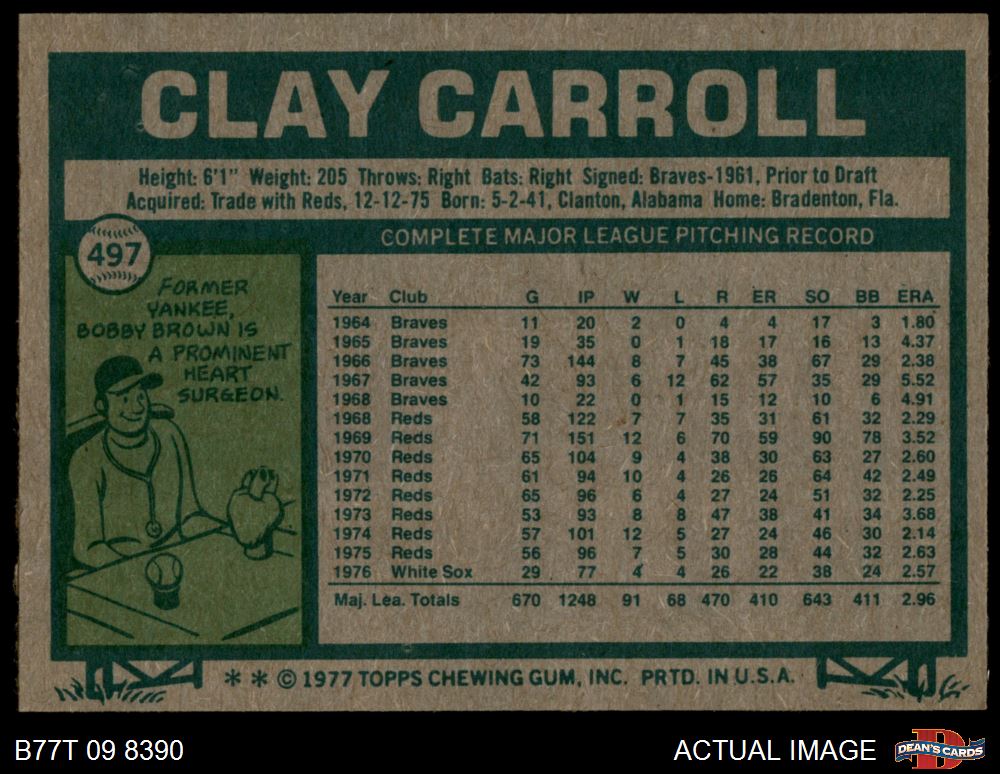 CLAY CARROLL
Height: 6'1" Weight: 205 Throws: Right Bats: Right Signed: Braves-1961, Prior to Draft
Acquired: Trade with Reds, 12-12-75 Born: 5-2-41, Clanton, Alabama Home: Bradenton, Fla.
497
FORMER
YANKEE,
BOBBY BROWN IS
A PROMINENT
HEART
SURGEON.
COMPLETE MAJOR LEAGUE PITCHING RECORD
Year Club G IP W L R ER SO BB ERA
1964 Braves 11 20 2 0 4 4 17 3 1.80
1965 Braves 19 35 0 1 18 17 16 13 4.37
1966 Braves 73 144 8 7 45 38 67 29 2.38
1967 Braves 42 93 6 12 62 57 35 29 5.52
1968 Braves 10 22 0 1 15 12 10 6 4.91
1968 Reds 58 122 7 7 35 31 61 32 2.29
1969 Reds 71 151 12 6 70 59 90 78 3.52
1970 Reds 65 104 9 4 38 30 63 27 2.60
1971 Reds 61 94 10 4 26 26 64 42 2.49
1972 Reds 65 96 6 4 27 24 51 32 2.25
1973 Reds 53 93 8 8 47 38 41 34 3.68
1974 Reds 57 101 12 5 27 24 46 30 2.14
1975 Reds 56 96 7 5 30 28 44 32 2.63
1976 White Sox 29 77 4 4 26 22 38 24 2.57
Maj. Lea. Totals 670 1248 91 68 470 410 643 411 2.96
* * © 1977 TOPPS CHEWING GUM, INC. PRTD. IN U.S.A.
B77T 09 8390
ACTUAL IMAGE
D
DEAN'S CARDS